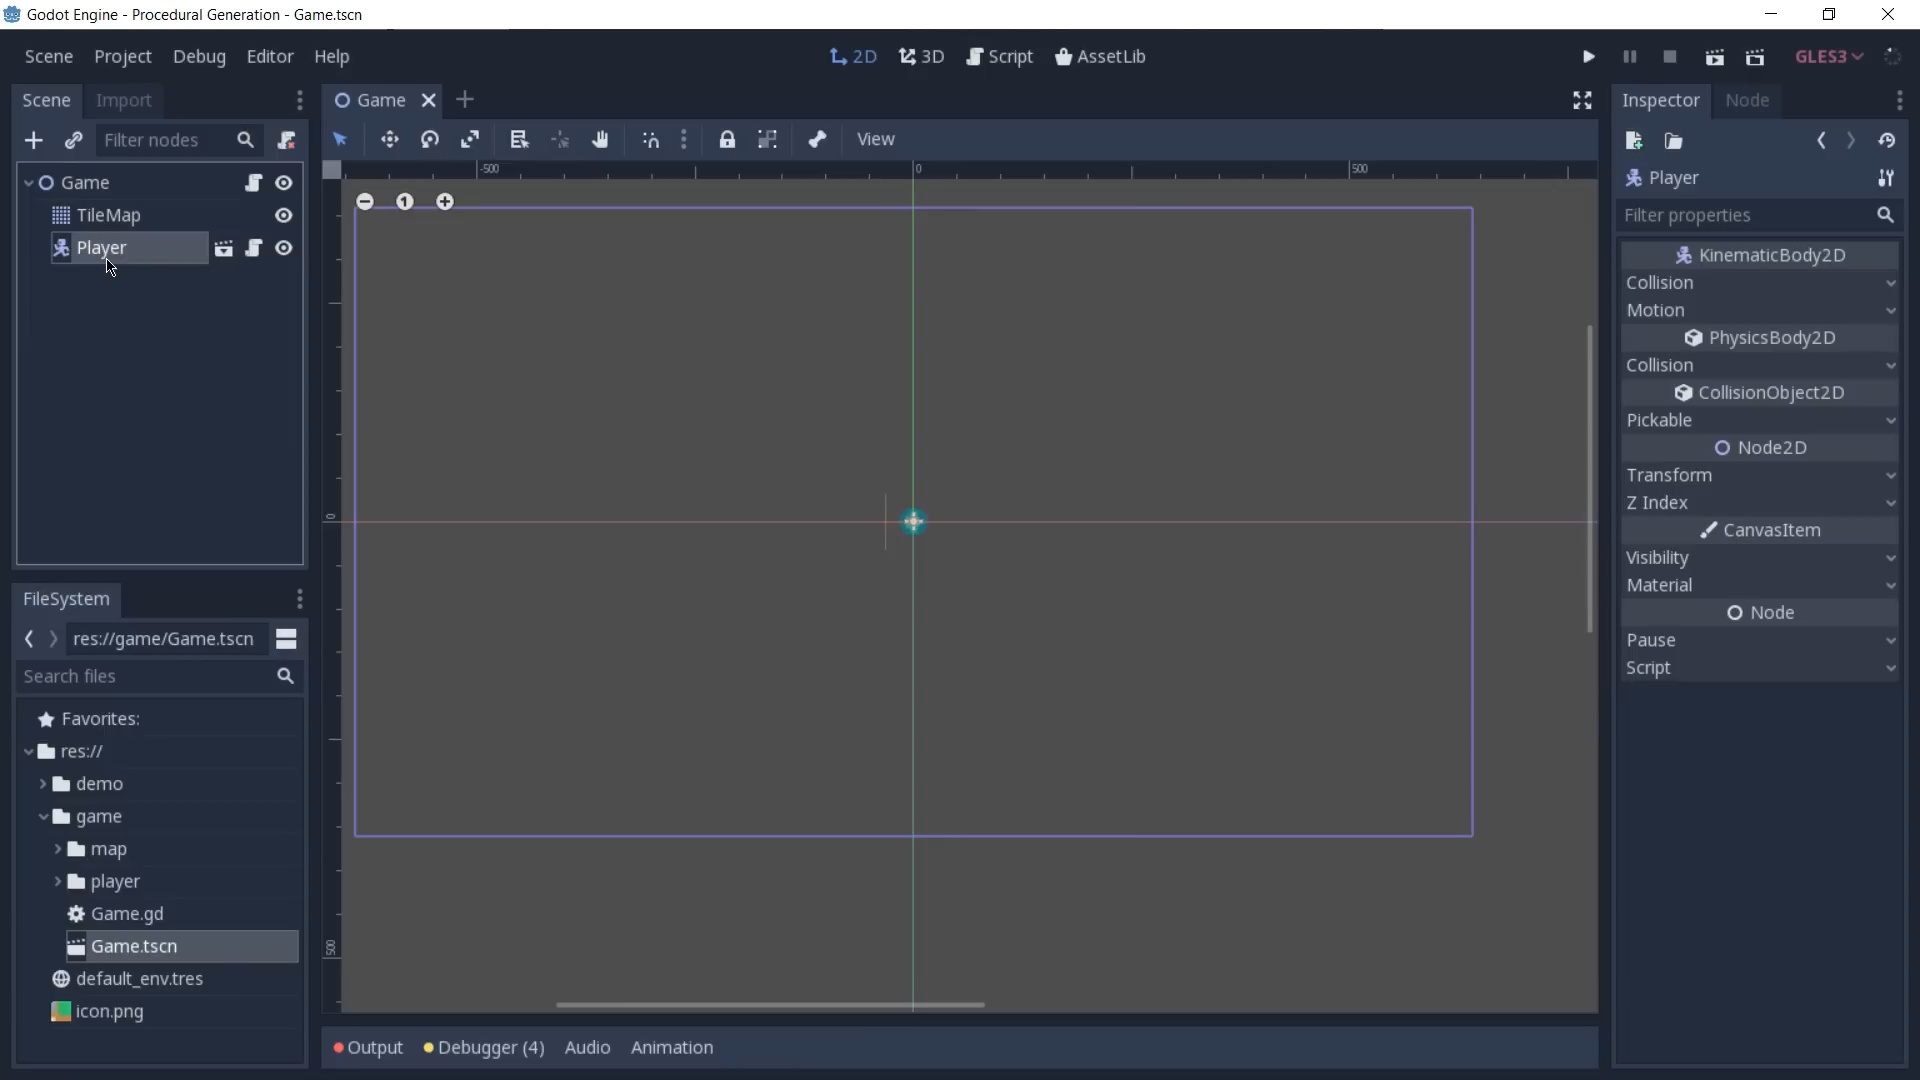 Godot Engine - Procedural Generation - Game.tscn
Scene Project Debug Editor Help
2D 3D Script AssetLib
GLES3
Scene Import
Game
Inspector Node
Filter nodes
View
-500 0 500
Game
TileMap
Player
Player
Filter properties
KinematicBody2D
Collision
Motion
PhysicsBody2D
Collision
CollisionObject2D
Pickable
Node2D
Transform
Z Index
CanvasItem
Visibility
Material
Node
Pause
Script
1
0
500
FileSystem
res://game/Game.tscn
Search files
Favorites:
res://
demo
game
map
player
Game.gd
Game.tscn
default_env.tres
icon.png
Output Debugger (4) Audio Animation